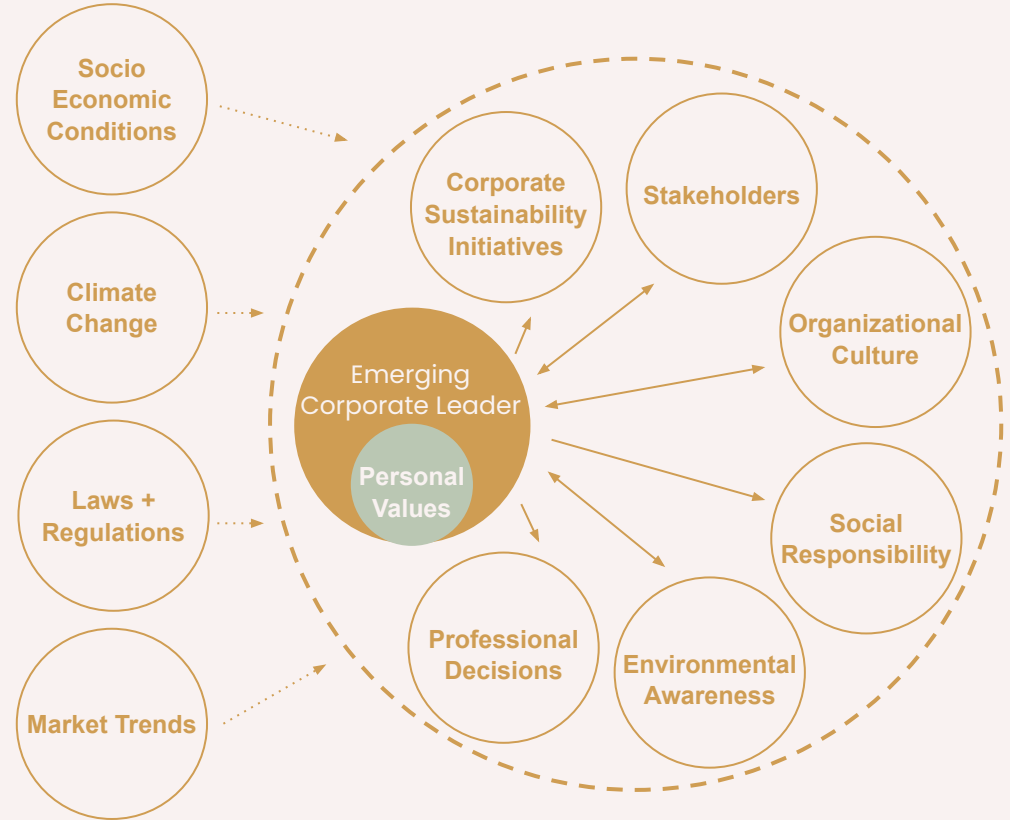 Socio
Economic
Conditions
Climate
Change
Laws +
Regulations
Market Trends
Corporate
Sustainability
Initiatives
Stakeholders
Organizational
Culture
Emerging
Corporate Leader
Personal
Values
Social
Responsibility
Professional
Decisions
Environmental
Awareness